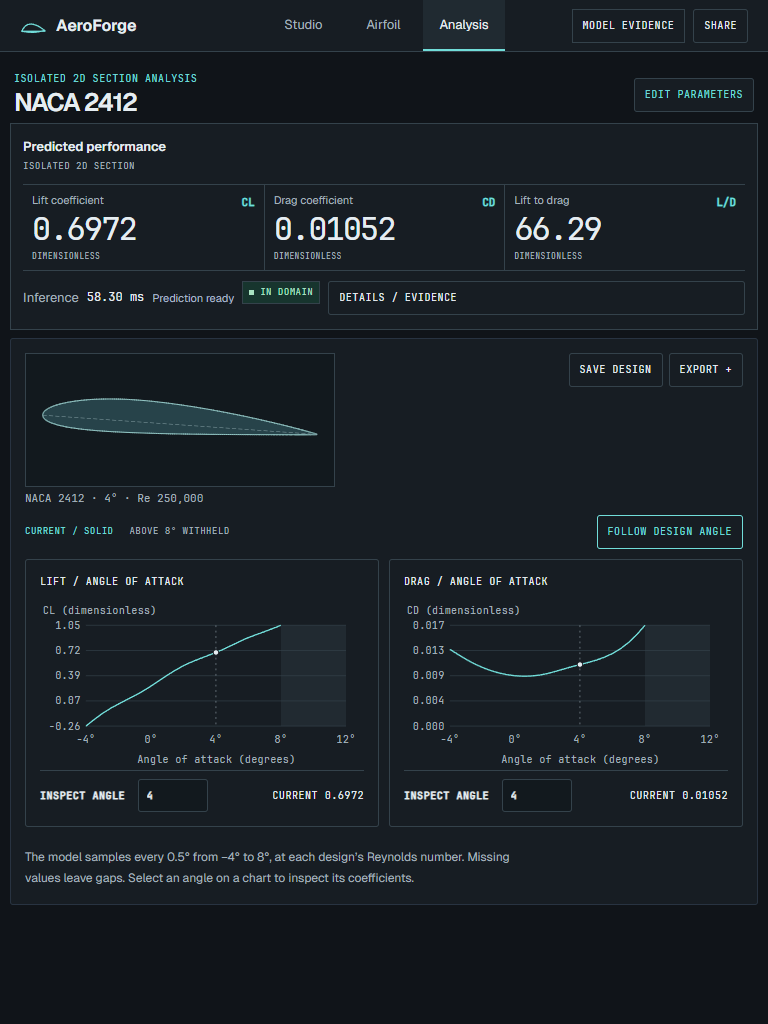 AeroForge
Studio
Airfoil
Analysis
MODEL EVIDENCE
SHARE
ISOLATED 2D SECTION ANALYSIS
NACA 2412
EDIT PARAMETERS
Predicted performance
ISOLATED 2D SECTION
Lift coefficient CL
0.6972
DIMENSIONLESS
Drag coefficient CD
0.01052
DIMENSIONLESS
Lift to drag L/D
66.29
DIMENSIONLESS
Inference 58.30 ms Prediction ready IN DOMAIN DETAILS / EVIDENCE
SAVE DESIGN
EXPORT +
NACA 2412 · 4° · Re 250,000
CURRENT / SOLID ABOVE 8° WITHHELD
FOLLOW DESIGN ANGLE
LIFT / ANGLE OF ATTACK
CL (dimensionless)
1.05
0.72
0.39
0.07
-0.26
-4° 0° 4° 8° 12°
Angle of attack (degrees)
INSPECT ANGLE 4 CURRENT 0.6972
DRAG / ANGLE OF ATTACK
CD (dimensionless)
0.017
0.013
0.009
0.004
0.000
-4° 0° 4° 8° 12°
Angle of attack (degrees)
INSPECT ANGLE 4 CURRENT 0.01052
The model samples every 0.5° from −4° to 8°, at each design's Reynolds number. Missing
values leave gaps. Select an angle on a chart to inspect its coefficients.